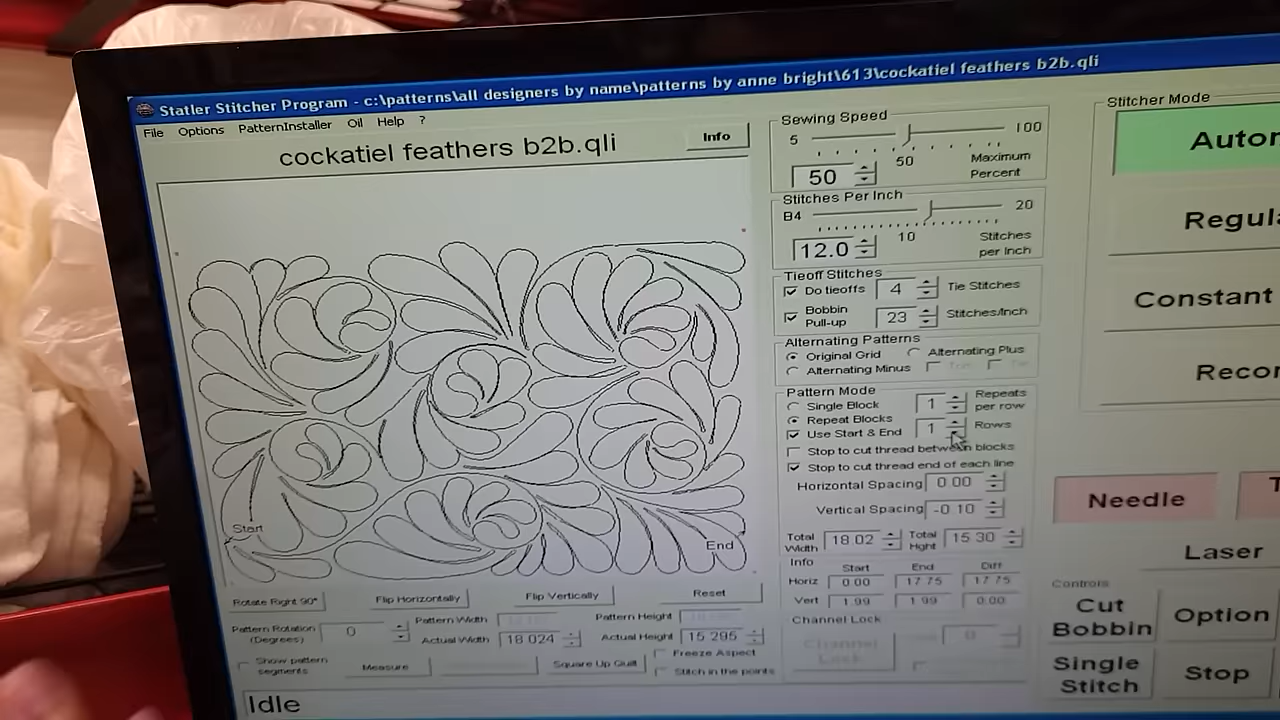 Statler Stitcher Program - c:\patterns\all designers by name\patterns by anne bright\613\cockatiel feathers b2b.qli
File Options PatternInstaller Oil Help ?
cockatiel feathers b2b.qli
Info
Start
End
Rotate Right 90°
Flip Horizontally
Flip Vertically
Reset
Pattern Rotation (Degrees) 0
Pattern Width
Pattern Height
Actual Width 18.024
Actual Height 15.295
Freeze Aspect
Show pattern segments
Measure
Square Up Quilt
Stitch in the points
Idle
Sewing Speed
5 100
50
50
Maximum Percent
Stitches Per Inch
B4 20
12.0
10
Stitches per Inch
Tieoff Stitches
Do tieoffs 4 Tie Stitches
Bobbin Pull-up 23 Stitches/Inch
Alternating Patterns
Original Grid Alternating Plus
Alternating Minus
Pattern Mode
Single Block 1 Repeats per row
Repeat Blocks
Use Start & End 1 Rows
Stop to cut thread between blocks
Stop to cut thread end of each line
Horizontal Spacing 0.00
Vertical Spacing -0.10
Total Width 18.02 Total Hght 15.30
Info Start End Diff
Horiz 0.00 17.75 17.75
Vert 1.99 1.99 0.00
Channel Lock
Channel Lock 0
Stitcher Mode
Autom
Regula
Constant
Recor
Needle
Laser
Controls
Cut Bobbin
Option
Single Stitch
Stop